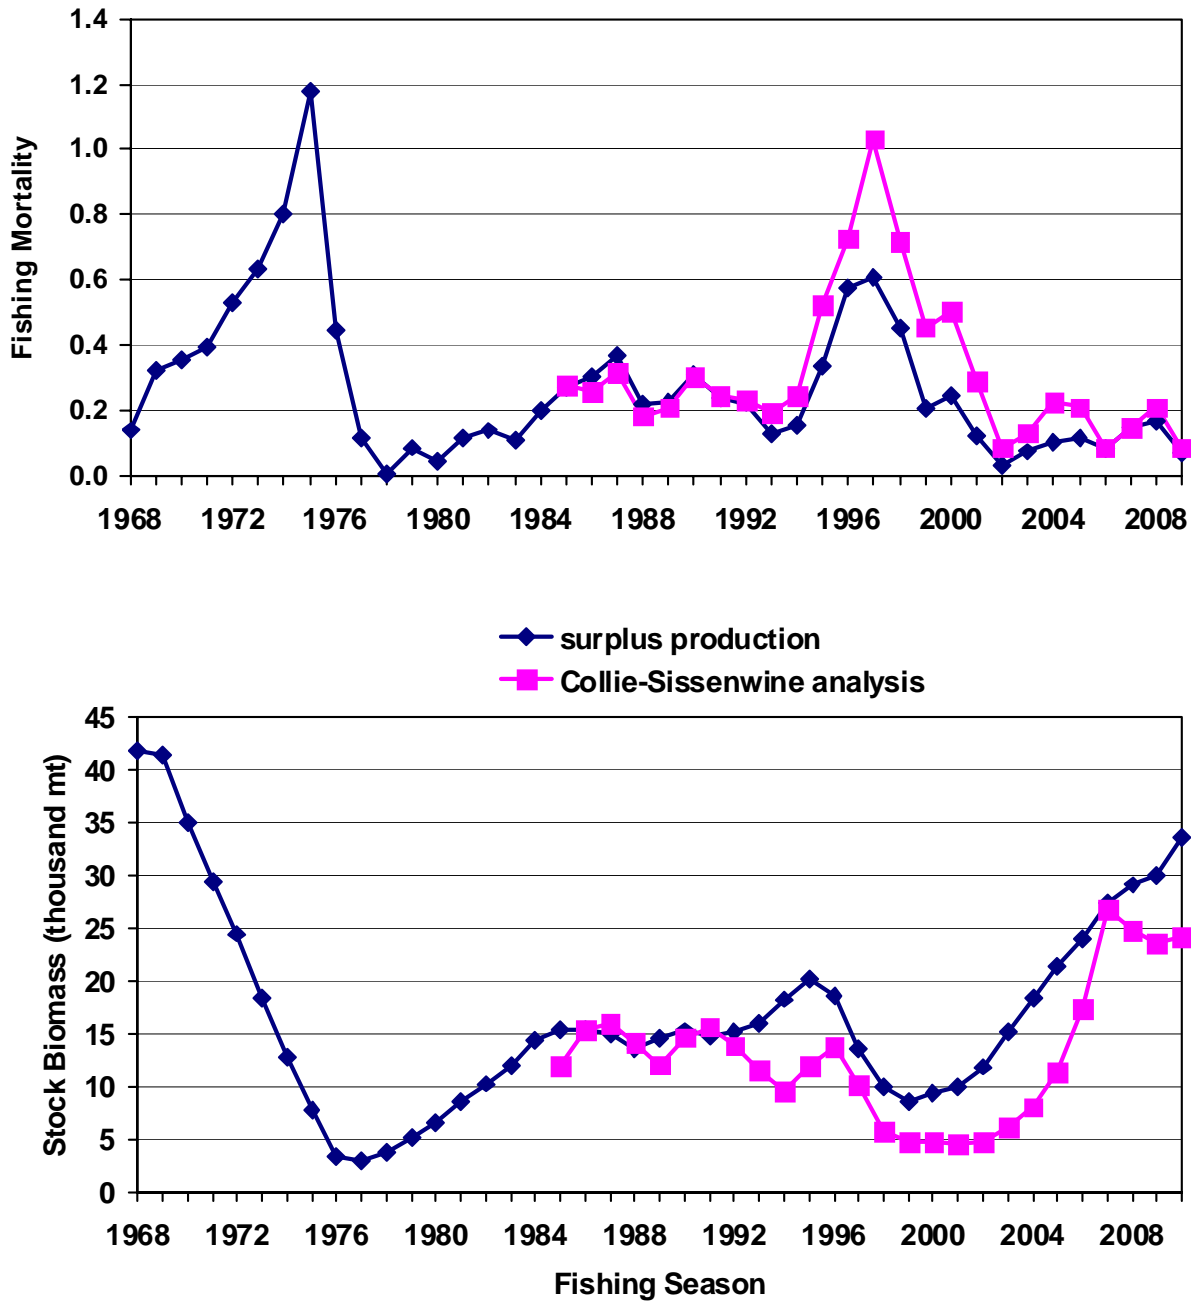 1.4
1.2
1.0
0.8
0.6
0.4
0.2
0.0
Fishing Mortality
1968 1972 1976 1980 1984 1988 1992 1996 2000 2004 2008
surplus production
Collie-Sissenwine analysis
45
40
35
30
25
20
15
10
5
0
Stock Biomass (thousand mt)
1968 1972 1976 1980 1984 1988 1992 1996 2000 2004 2008
Fishing Season